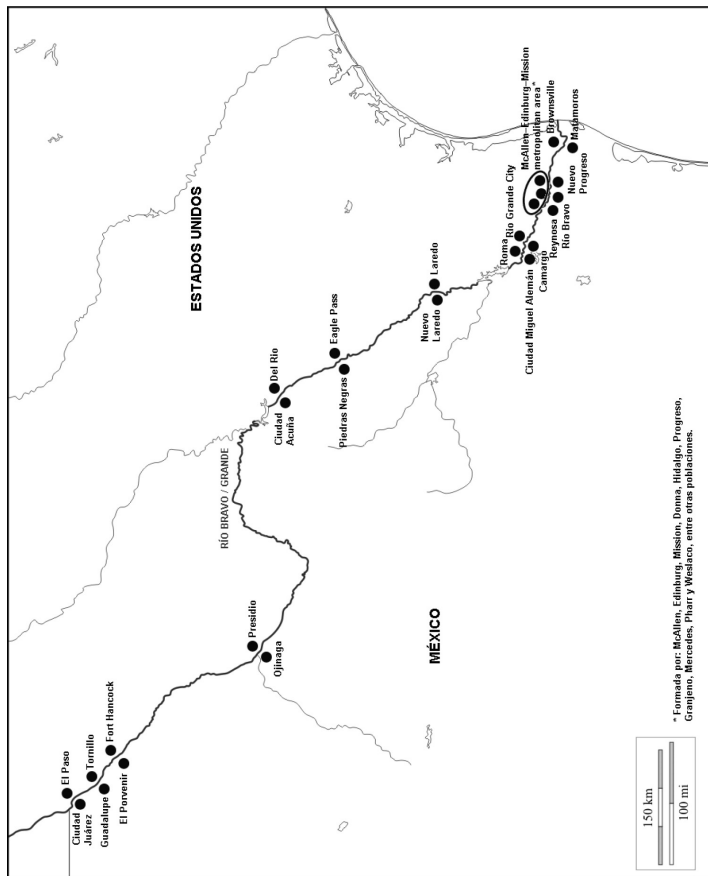 El Paso
Ciudad
Juárez
Tornillo
Guadalupe
Fort Hancock
El Porvenir
ESTADOS UNIDOS
RÍO BRAVO / GRANDE
Presidio
Ojinaga
Del Rio
Ciudad
Acuña
Eagle Pass
Piedras Negras
Laredo
Nuevo
Laredo
MÉXICO
Roma
Rio Grande City
McAllen-Edinburg-Mission
metropolitan area*
Brownsville
Ciudad Miguel Alemán
Camargo
Reynosa
Río Bravo
Nuevo
Progreso
Matamoros
150 km
100 mi
* Formada por: McAllen, Edinburg, Mission, Donna, Hidalgo, Progreso,
Granjeno, Mercedes, Pharr y Weslaco, entre otras poblaciones.